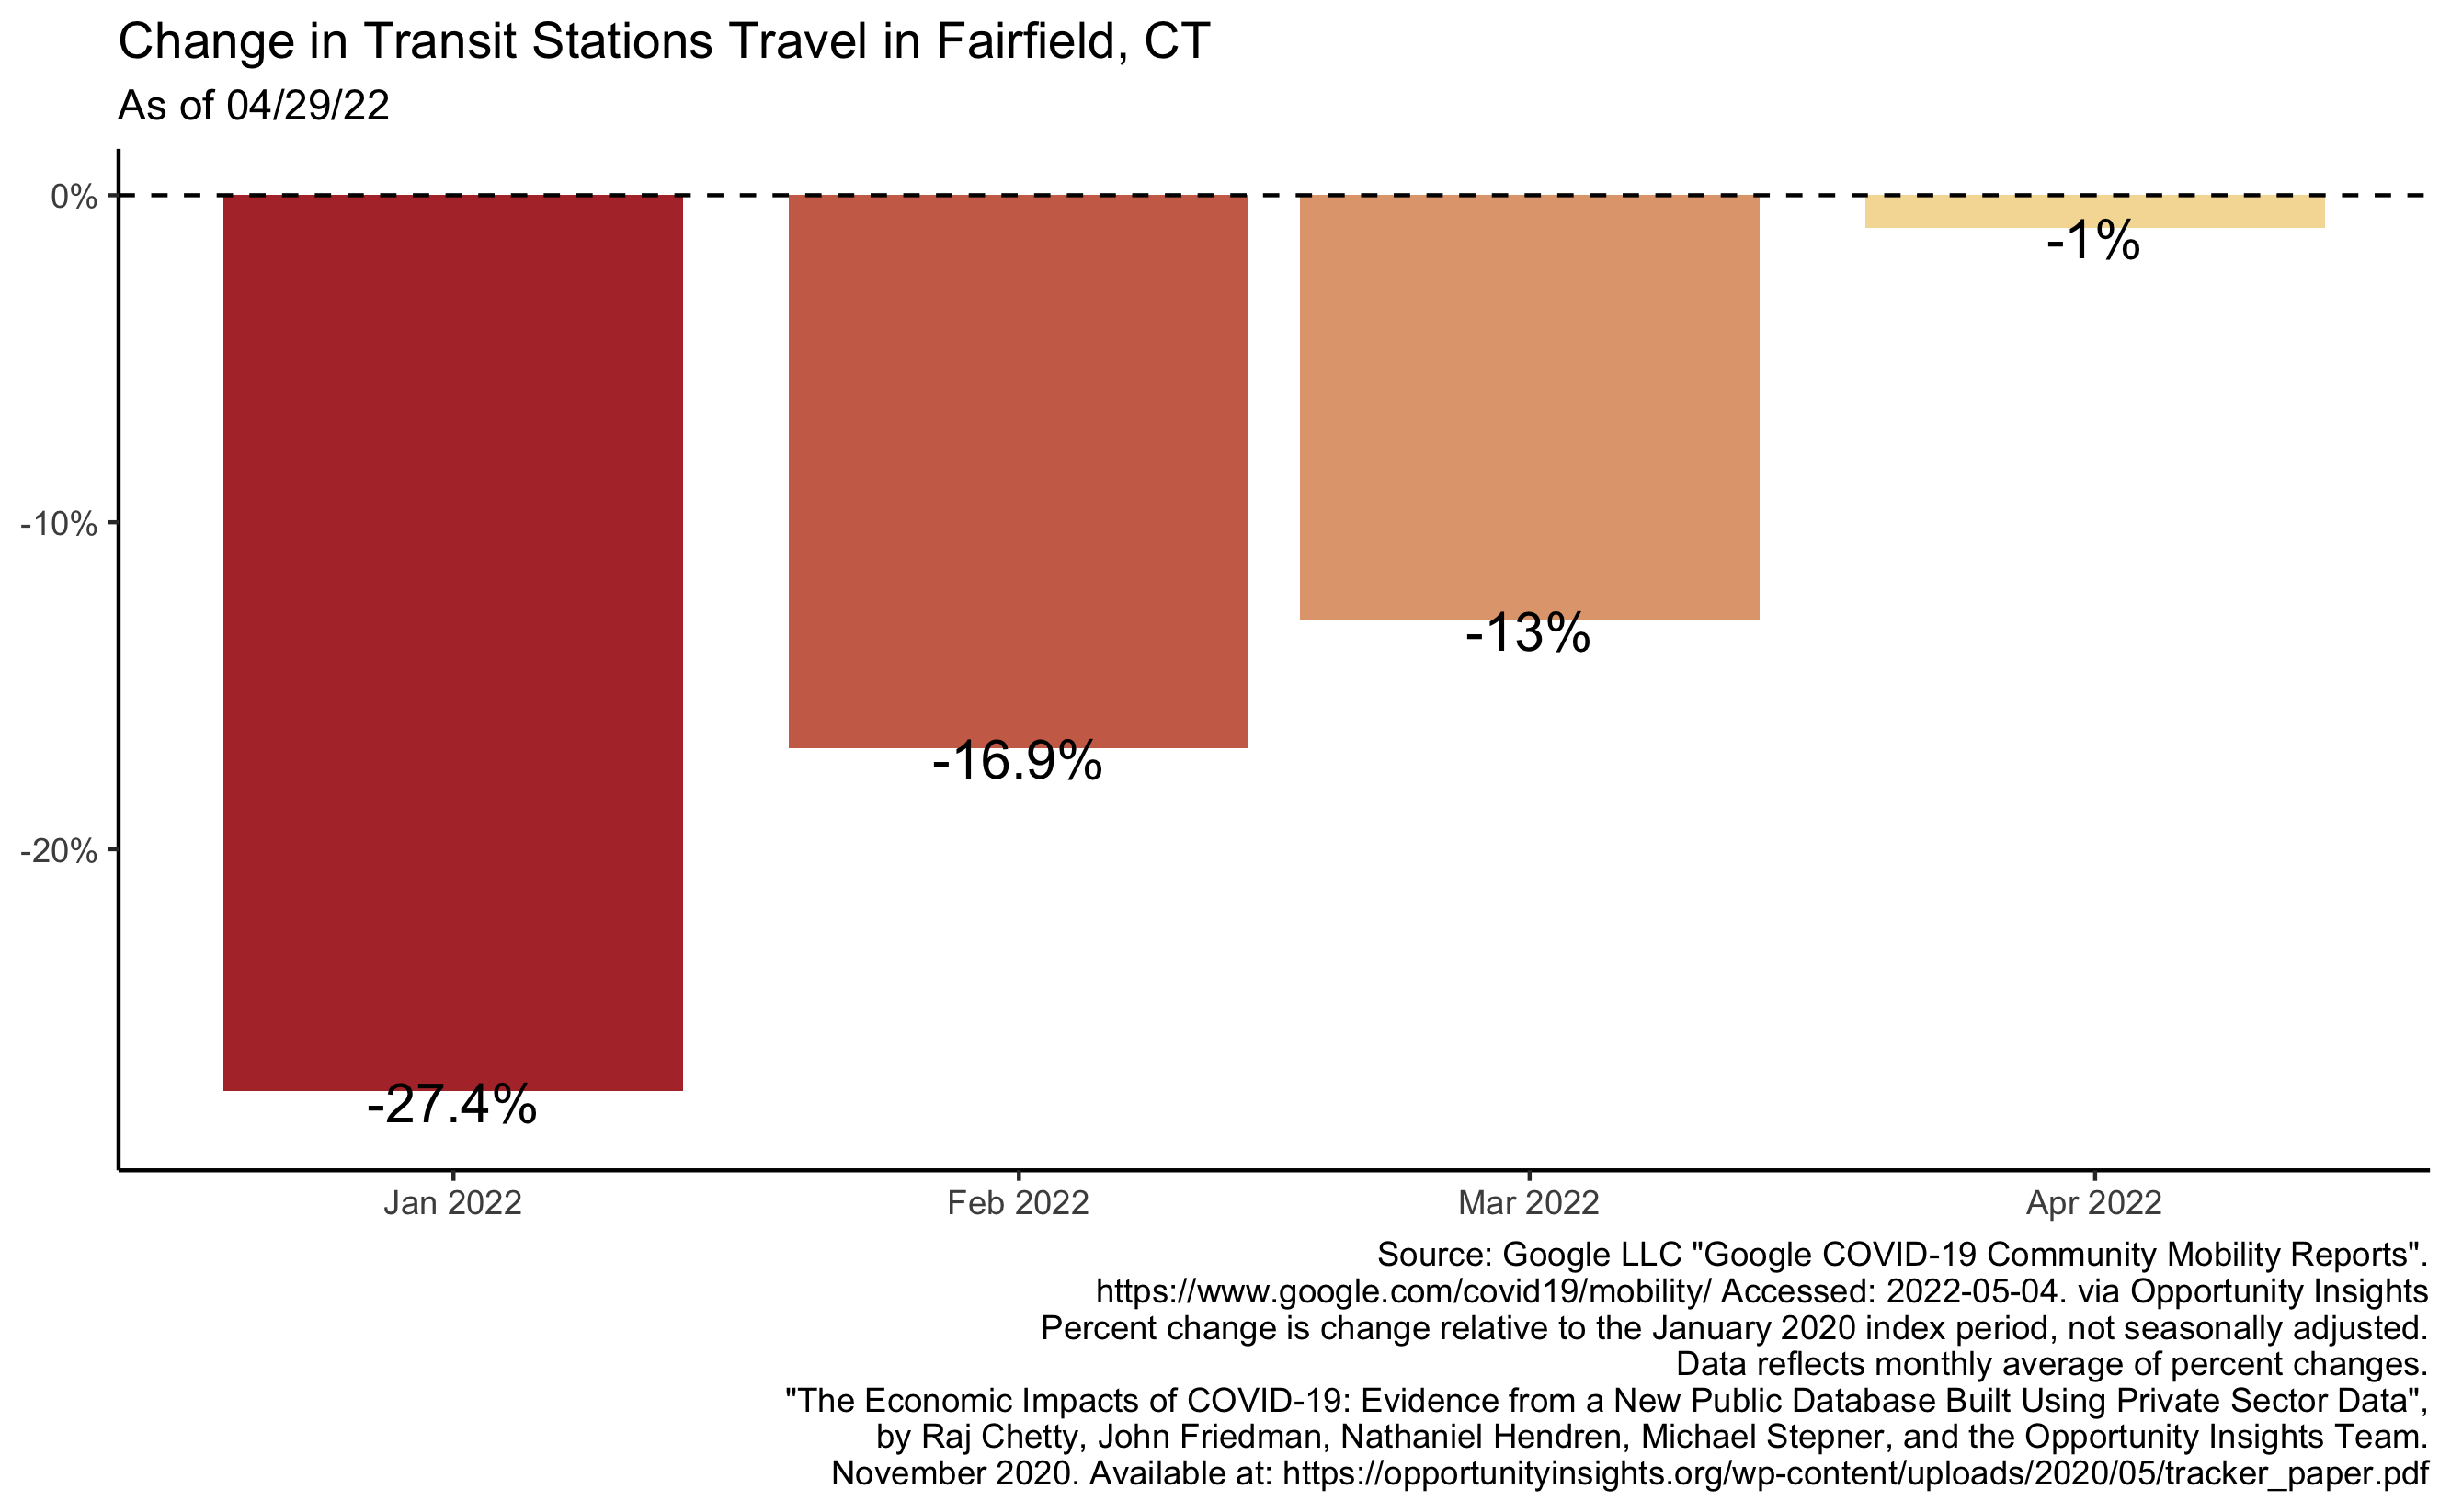 Change in Transit Stations Travel in Fairfield, CT
As of 04/29/22
0%
-10%
-20%
-27.4%
-16.9%
-13%
-1%
Jan 2022
Feb 2022
Mar 2022
Apr 2022
Source: Google LLC "Google COVID-19 Community Mobility Reports".
https://www.google.com/covid19/mobility/ Accessed: 2022-05-04. via Opportunity Insights
Percent change is change relative to the January 2020 index period, not seasonally adjusted.
Data reflects monthly average of percent changes.
"The Economic Impacts of COVID-19: Evidence from a New Public Database Built Using Private Sector Data",
by Raj Chetty, John Friedman, Nathaniel Hendren, Michael Stepner, and the Opportunity Insights Team.
November 2020. Available at: https://opportunityinsights.org/wp-content/uploads/2020/05/tracker_paper.pdf